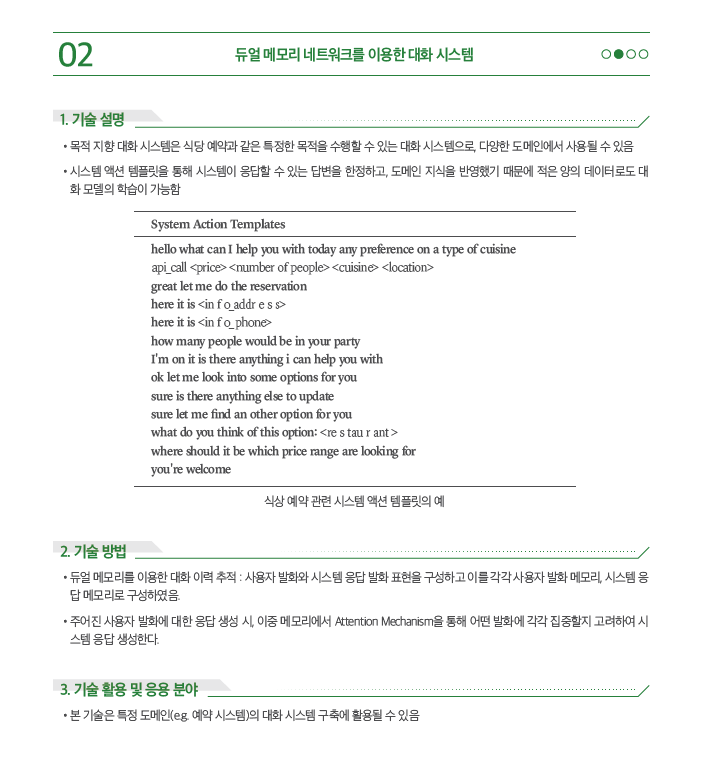 02
듀얼 메모리 네트워크를 이용한 대화 시스템
1. 기술 설명
• 목적 지향 대화 시스템은 식당 예약과 같은 특정한 목적을 수행할 수 있는 대화 시스템으로, 다양한 도메인에서 사용될 수 있음
• 시스템 액션 템플릿을 통해 시스템이 응답할 수 있는 답변을 한정하고, 도메인 지식을 반영했기 때문에 적은 양의 데이터로도 대
화 모델의 학습이 가능함
System Action Templates
hello what can I help you with today any preference on a type of cuisine
api_call <price> <number of people> <cuisine> <location>
great let me do the reservation
here it is <in f o_addr e s s>
here it is <in f o_phone>
how many people would be in your party
I'm on it is there anything i can help you with
ok let me look into some options for you
sure is there anything else to update
sure let me find an other option for you
what do you think of this option: <re s tau r ant >
where should it be which price range are looking for
you're welcome
식상 예약 관련 시스템 액션 템플릿의 예
2. 기술 방법
• 듀얼 메모리를 이용한 대화 이력 추적 : 사용자 발화와 시스템 응답 발화 표현을 구성하고 이를 각각 사용자 발화 메모리, 시스템 응
답 메모리로 구성하였음.
• 주어진 사용자 발화에 대한 응답 생성 시, 이중 메모리에서 Attention Mechanism을 통해 어떤 발화에 각각 집중할지 고려하여 시
스템 응답 생성한다.
3. 기술 활용 및 응용 분야
• 본 기술은 특정 도메인(e.g. 예약 시스템)의 대화 시스템 구축에 활용될 수 있음